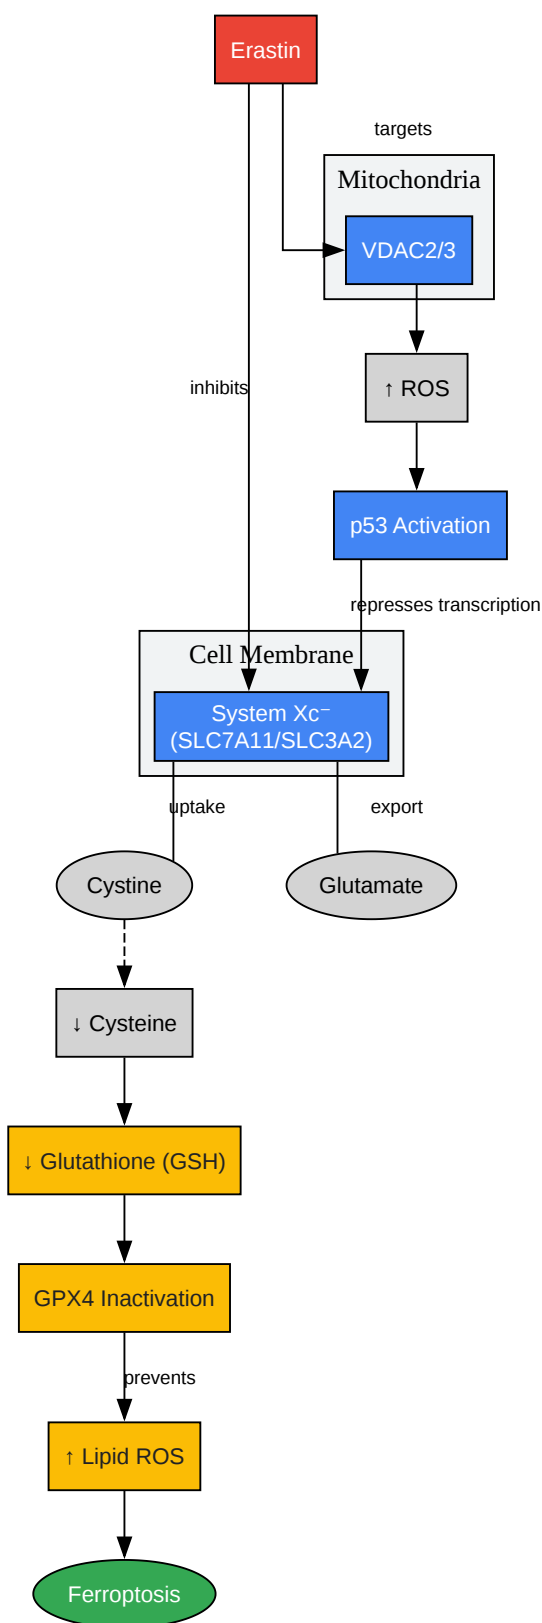 Erastin
targets
Mitochondria
VDAC2/3
inhibits
↑ ROS
p53 Activation
represses transcription
Cell Membrane
System Xc⁻
(SLC7A11/SLC3A2)
uptake
export
Cystine
Glutamate
↓ Cysteine
↓ Glutathione (GSH)
GPX4 Inactivation
prevents
↑ Lipid ROS
Ferroptosis